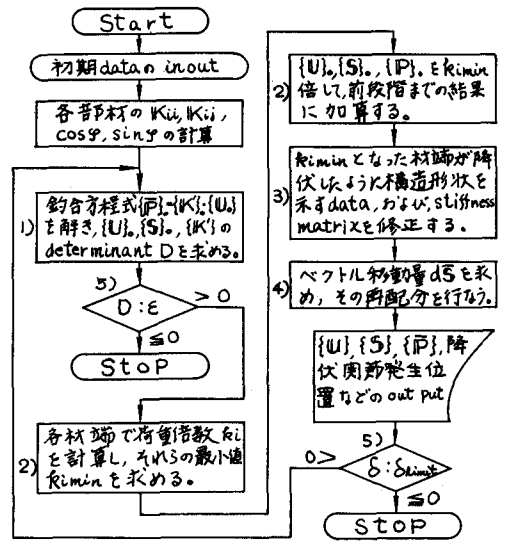 Start
初期dataのinout
各部材の𝕂ii, 𝕂ij,
cosφ, sinφの計算
1)
釣合方程式{P̅}₀={𝕂}·{𝕌₀}
を解き,{𝕌}₀,{𝕊}₀,{𝕂}の
determinant Dを求める。
5)
D:ε
>0
≦0
STOP
2)
各材端で荷重倍数ki
を計算し,それらの最小値
kiminを求める。
2)
{𝕌}₀,{𝕊}₀,{ℙ}₀をkimin
倍して,前段階までの結果
に加算する。
3)
kiminとなった材端が降
伏したように構造形状を
示すdata,および,stiffness
matrixを修正する。
4)
ベクトル移動量dS̅を求
め,その再配分を行なう。
{𝕌},{𝕊},{P̅},降
伏関節発生位
置などのout put
5)
0>
δ:δlimit
≦0
STOP